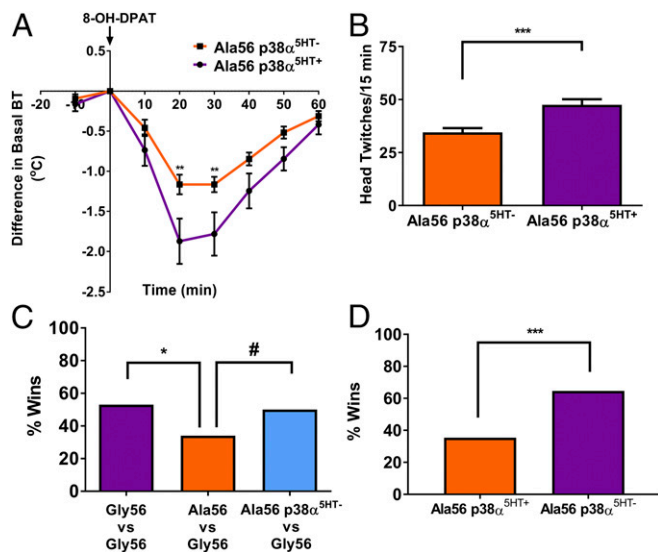 A
8-OH-DPAT
Ala56 p38α5HT-
Ala56 p38α5HT+
0.5
0.0
-20 -10 10 20 30 40 50 60
-0.5
-1.0
-1.5
-2.0
-2.5
** **
Difference in Basal BT
(ºC)
Time (min)
B
***
75
50
25
0
Head Twitches/15 min
Ala56 p38α5HT- Ala56 p38α5HT+
C
* #
100
80
60
40
20
0
% Wins
Gly56 Ala56 Ala56 p38α5HT-
vs vs vs
Gly56 Gly56 Gly56
D
***
100
80
60
40
20
0
% Wins
Ala56 p38α5HT+ Ala56 p38α5HT-